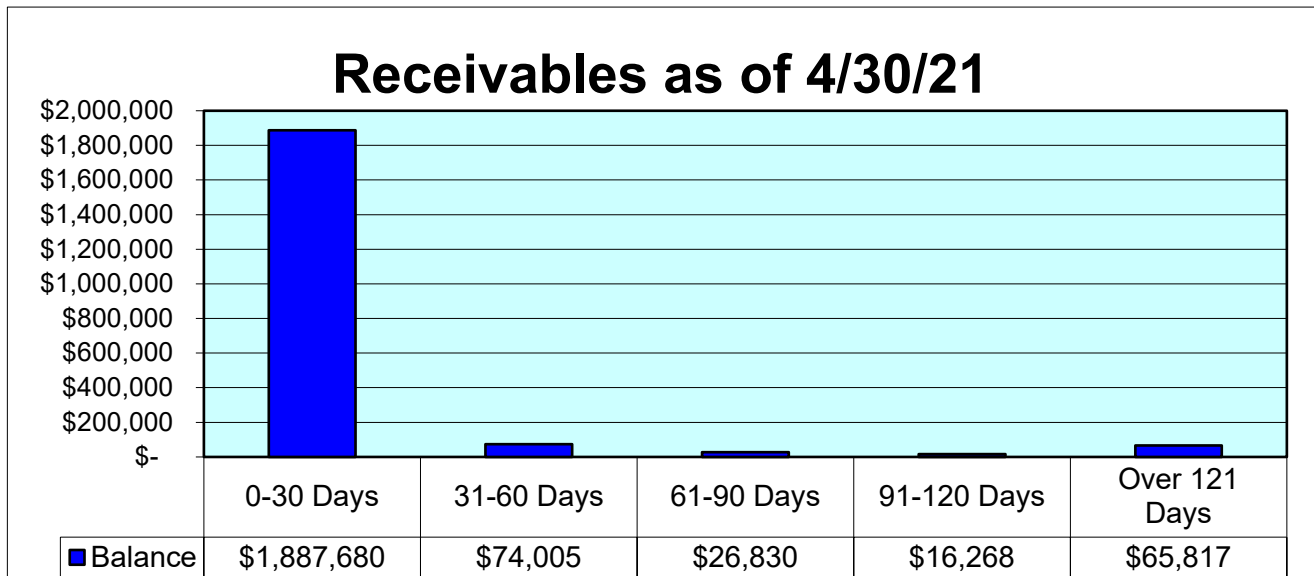 Receivables as of 4/30/21
$2,000,000
$1,800,000
$1,600,000
$1,400,000
$1,200,000
$1,000,000
$800,000
$600,000
$400,000
$200,000
$-
0-30 Days 31-60 Days 61-90 Days 91-120 Days Over 121
Days
Balance $1,887,680 $74,005 $26,830 $16,268 $65,817